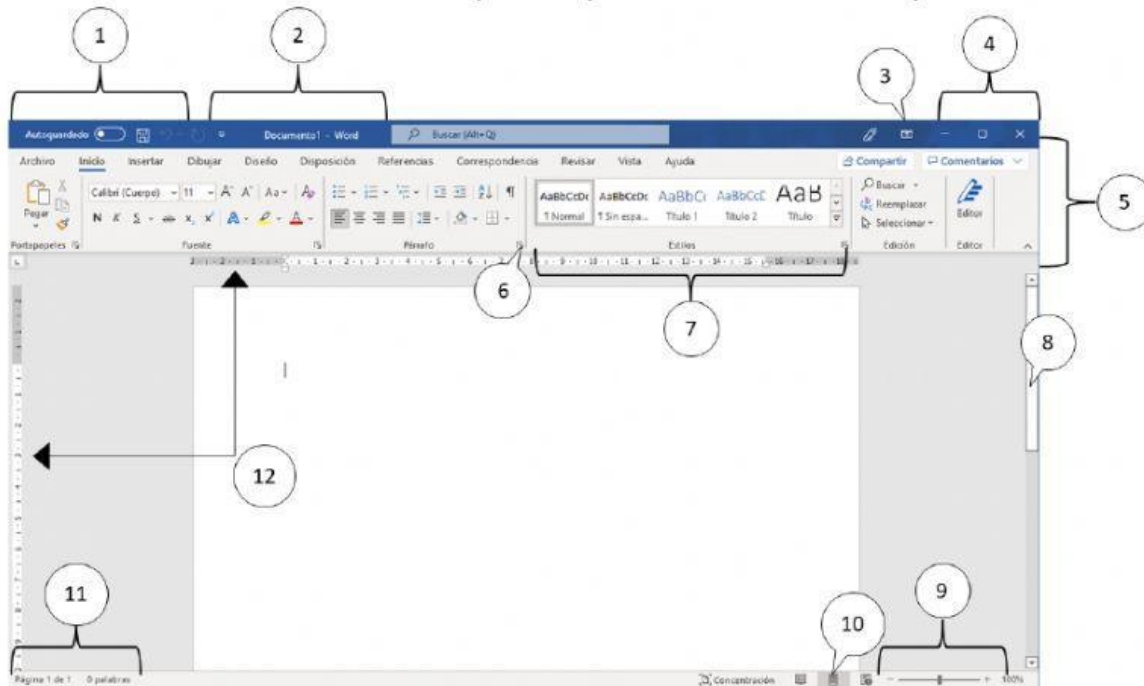 1
2
3
4
Autoguardado
Documento1 - Word
Buscar (Alt+Q)
Archivo Inicio Insertar Dibujar Diseño Disposición Referencias Correspondencia Revisar Vista Ayuda Compartir Comentarios
Pegar
Calibri (Cuerpo) 11 A A Aa A
N K S ab x, x A A
AaBbCcDc AaBbCcDc AaBbCc AaBbCcC AaB
¶ Normal ¶ Sin espa... Título 1 Título 2 Título
Buscar
Reemplazar
Seleccionar
Editor
5
Portapapeles Fuente Párrafo Estilos Edición Editor
6
7
8
12
11
10
9
Página 1 de 1 0 palabras Concentración 100%